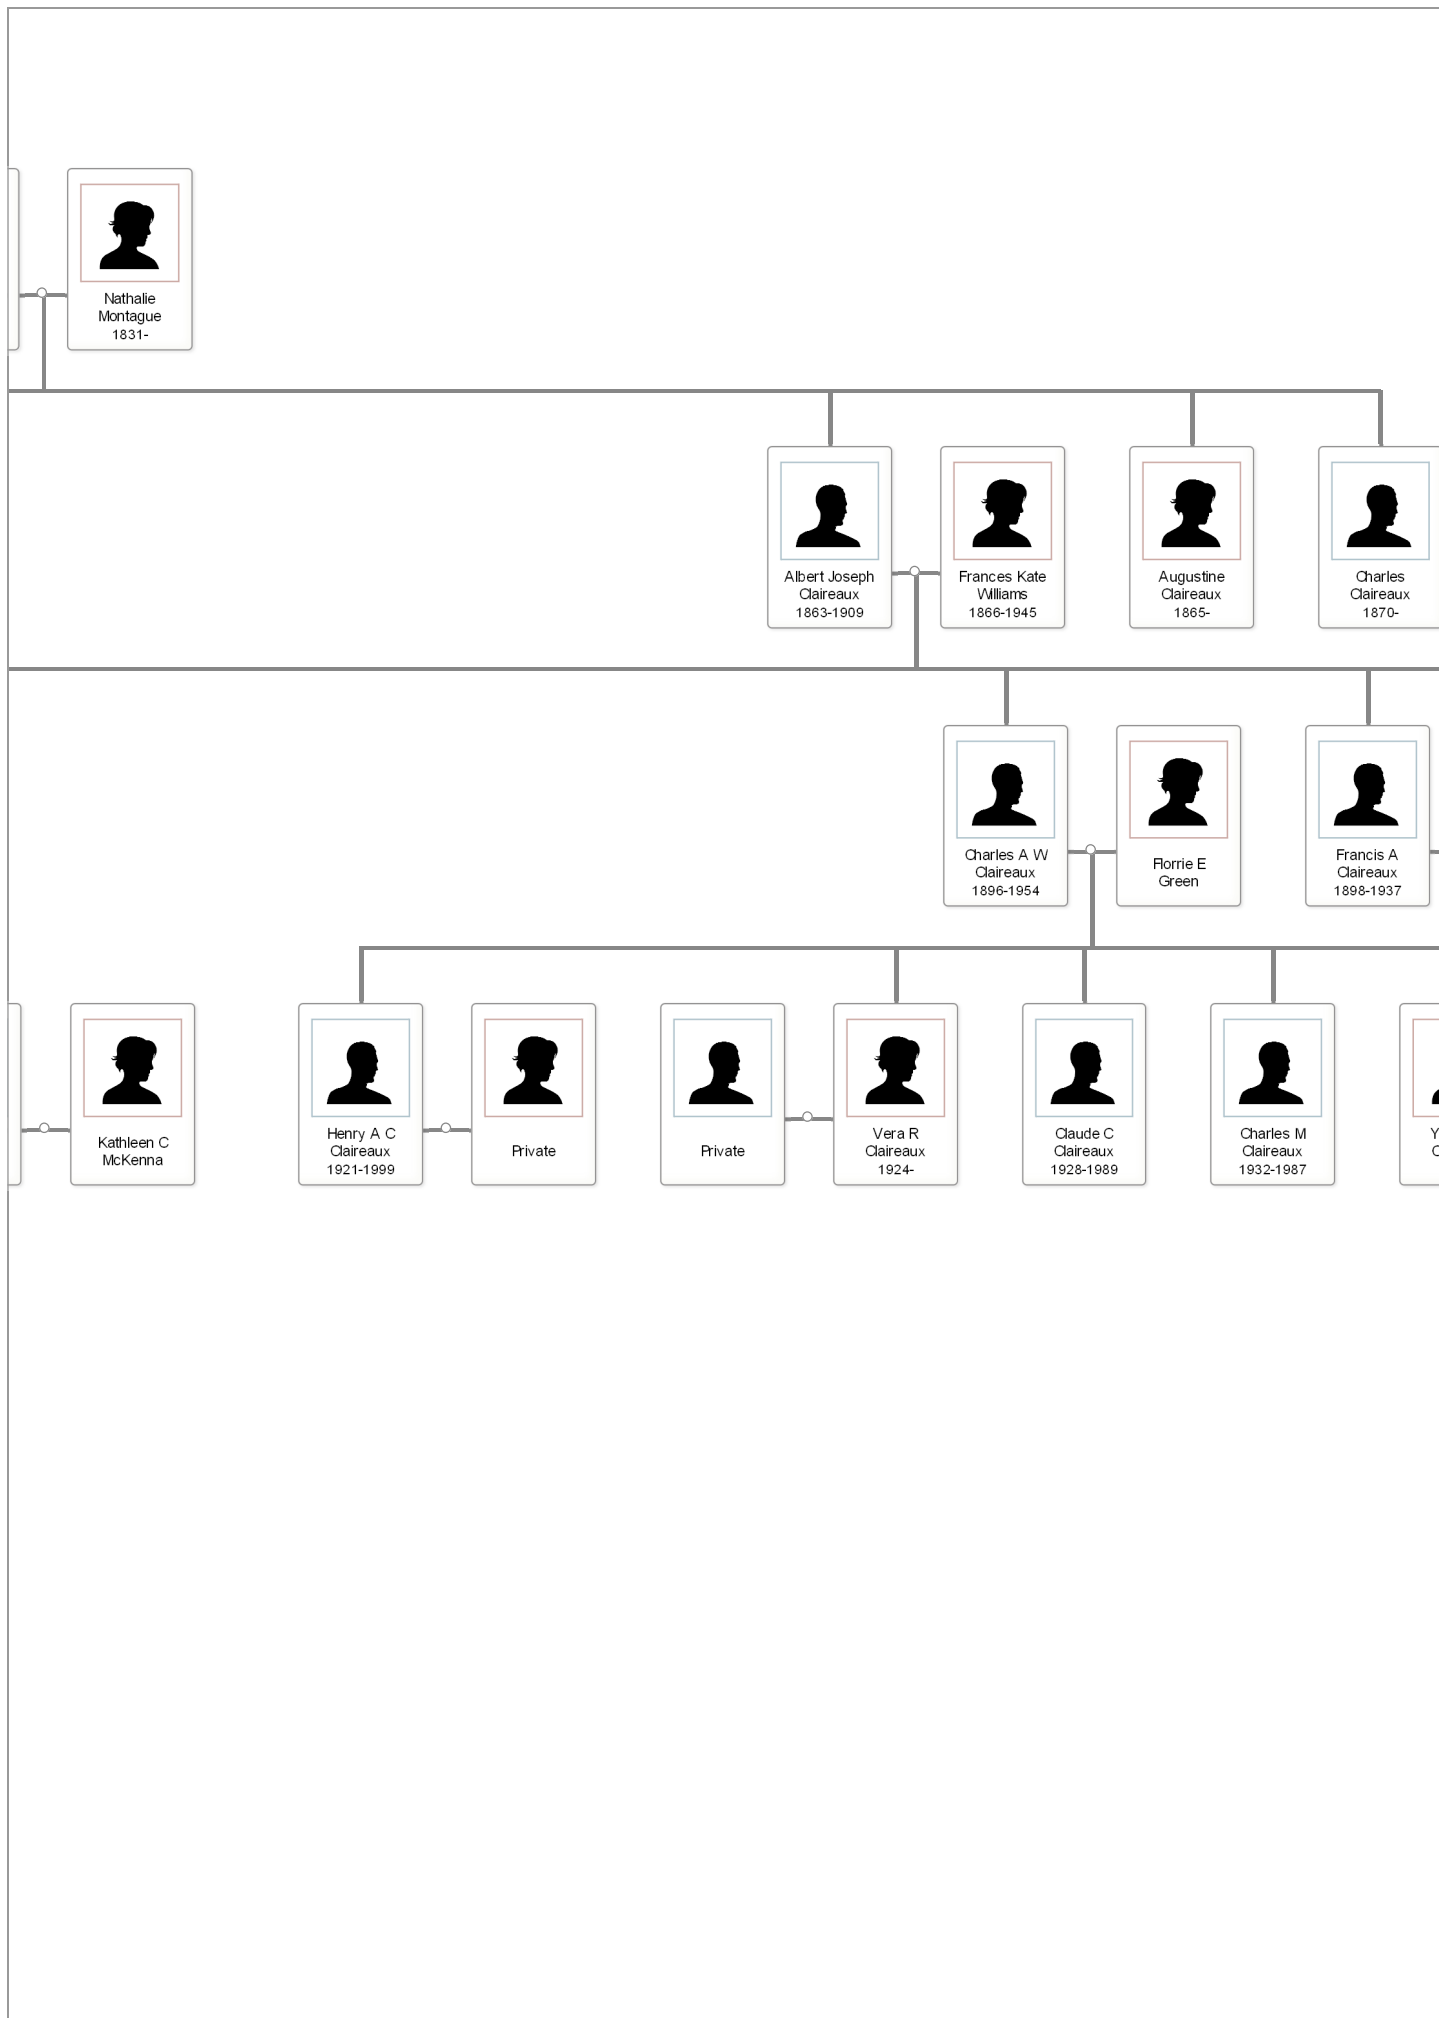 Nathalie
Montague
1831-
Albert Joseph
Claireaux
1863-1909
Frances Kate
Williams
1866-1945
Augustine
Claireaux
1865-
Charles
Claireaux
1870-
Charles A W
Claireaux
1896-1954
Florrie E
Green
Francis A
Claireaux
1898-1937
Kathleen C
McKenna
Henry A C
Claireaux
1921-1999
Private
Private
Vera R
Claireaux
1924-
Claude C
Claireaux
1928-1989
Charles M
Claireaux
1932-1987